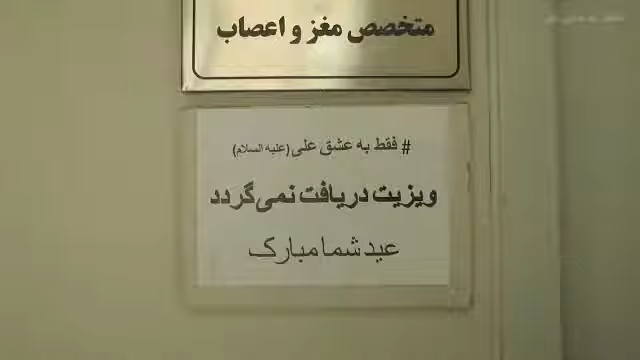 متخصص مغز و اعصاب
# فقط به عشق علی (علیه السلام)
ویزیت دریافت نمی‌گردد
عید شما مبارک